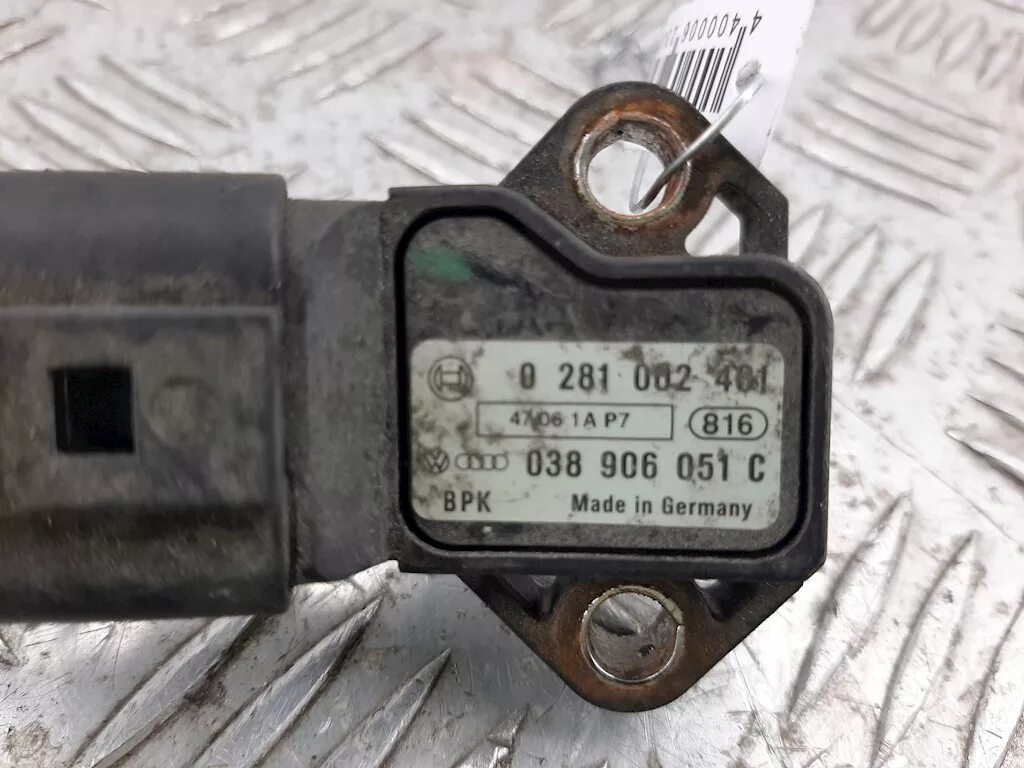 0 281 002 401
47 06 1A P7
816
038 906 051 C
BPK
Made in Germany